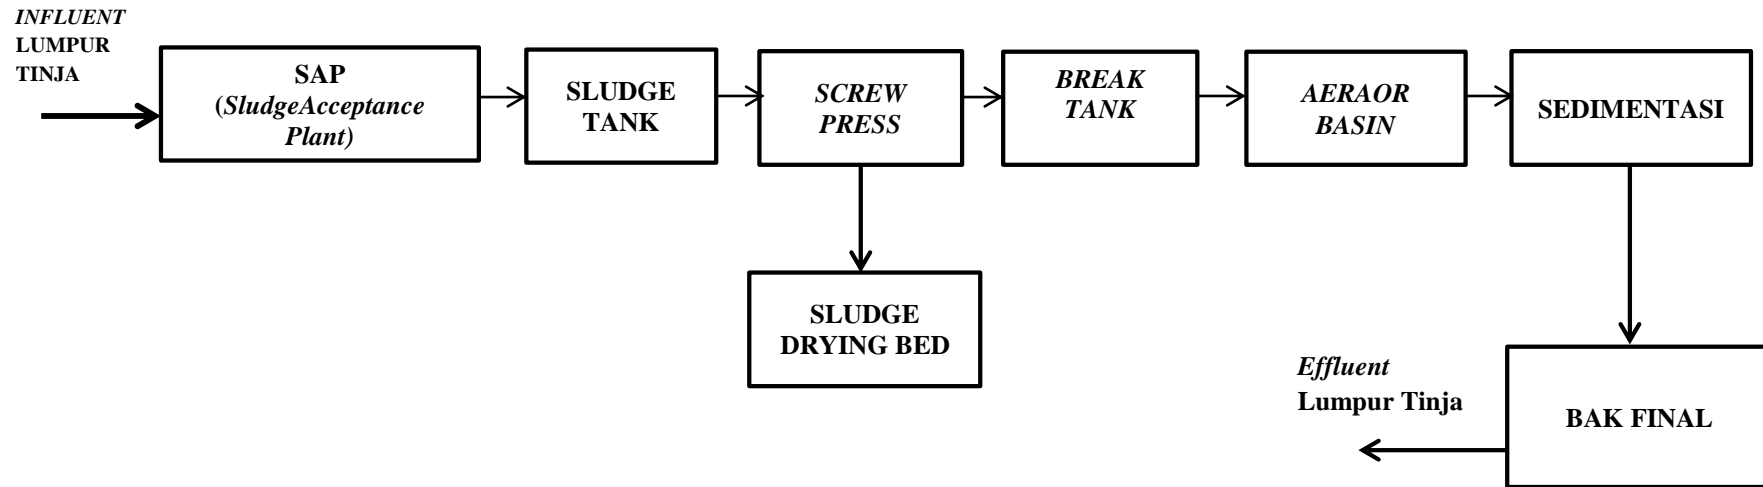 INFLUENT
LUMPUR
TINJA
SAP
(SludgeAcceptance
Plant)
SLUDGE
TANK
SCREW
PRESS
BREAK
TANK
AERAOR
BASIN
SEDIMENTASI
SLUDGE
DRYING BED
Effluent
Lumpur Tinja
BAK FINAL